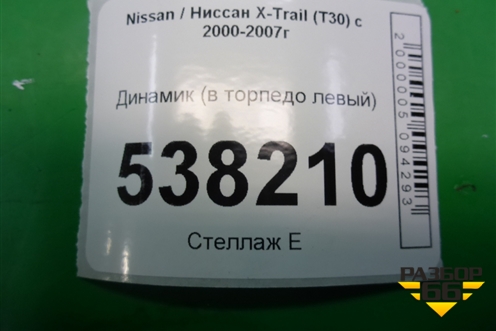 Nissan / Ниссан X-Trail (T30) с
2000-2007г
Динамик (в торпедо левый)
538210
Стеллаж Е
2000005094293
РАЗБОР
66